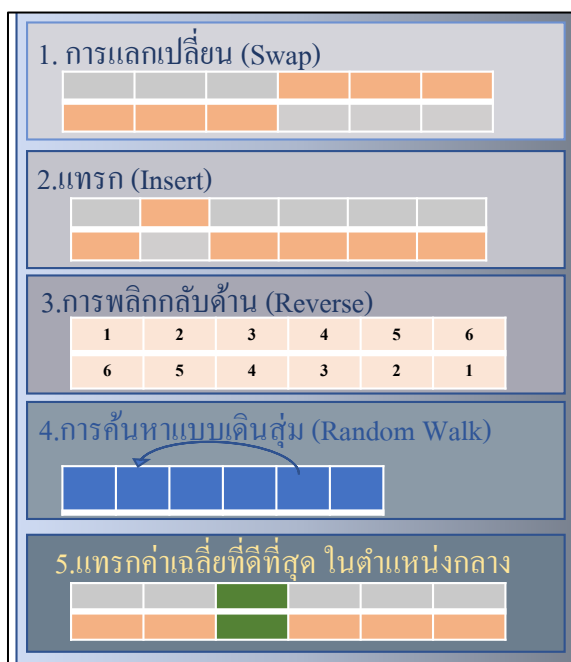 1. การแลกเปลี่ยน (Swap)
2.แทรก (Insert)
3.การพลิกกลับด้าน (Reverse)
1 2 3 4 5 6
6 5 4 3 2 1
4.การค้นหาแบบเดินสุ่ม (Random Walk)
5.แทรกค่าเฉลี่ยที่ดีที่สุด ในตำแหน่งกลาง